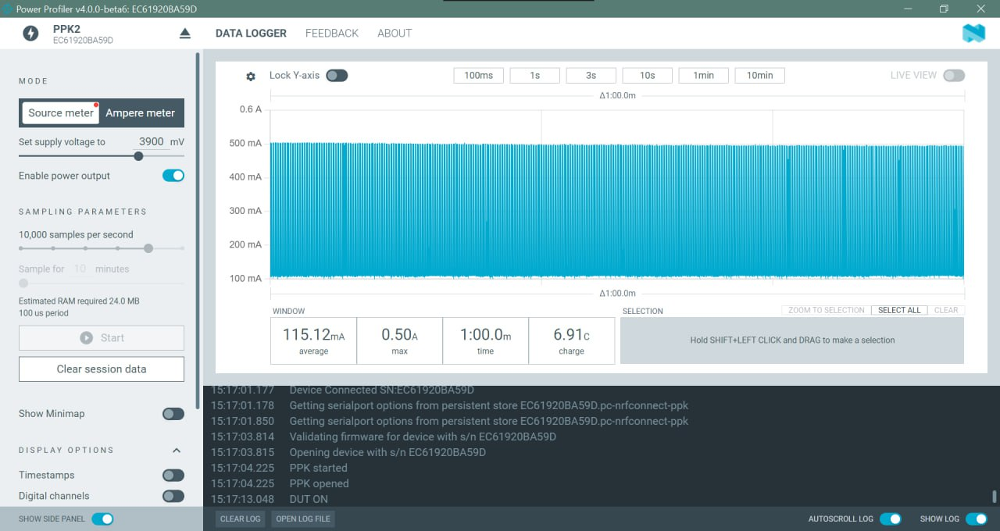 Power Profiler v4.0.0-beta6: EC61920BA59D
PPK2
EC61920BA59D
DATA LOGGER FEEDBACK ABOUT
MODE
Source meter Ampere meter
Set supply voltage to 3900 mV
Enable power output
SAMPLING PARAMETERS
10,000 samples per second
Sample for 10 minutes
Estimated RAM required 24.0 MB
100 us period
Start
Clear session data
Show Minimap
DISPLAY OPTIONS
Timestamps
Digital channels
SHOW SIDE PANEL
Lock Y-axis 100ms 1s 3s 10s 1min 10min LIVE VIEW
Δ1:00.0m
0.6 A
500 mA
400 mA
300 mA
200 mA
100 mA
Δ1:00.0m
WINDOW
115.12mA 0.50A 1:00.0m 6.91C
average max time charge
SELECTION ZOOM TO SELECTION SELECT ALL CLEAR
Hold SHIFT+LEFT CLICK and DRAG to make a selection
15:17:01.177 Device Connected SN:EC61920BA59D
15:17:01.178 Getting serialport options from persistent store EC61920BA59D.pc-nrfconnect-ppk
15:17:01.850 Getting serialport options from persistent store EC61920BA59D.pc-nrfconnect-ppk
15:17:03.814 Validating firmware for device with s/n EC61920BA59D
15:17:03.815 Opening device with s/n EC61920BA59D
15:17:04.225 PPK started
15:17:04.225 PPK opened
15:17:13.048 DUT ON
CLEAR LOG OPEN LOG FILE AUTOSCROLL LOG SHOW LOG